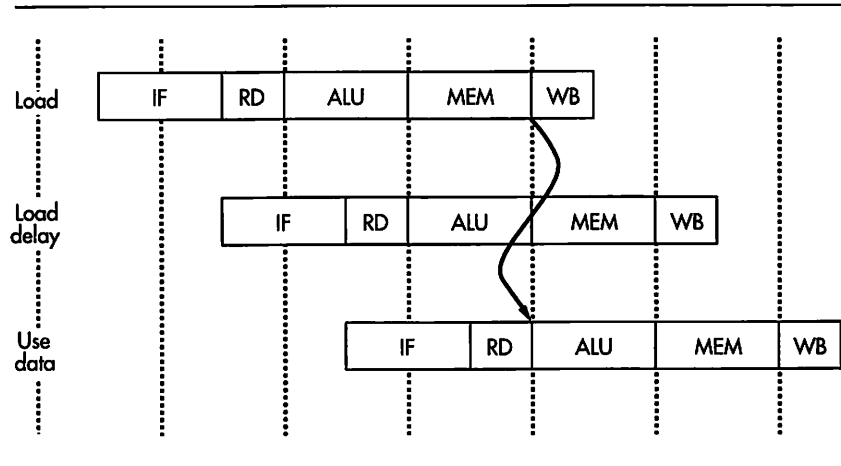 Load IF RD ALU MEM WB
Load
delay IF RD ALU MEM WB
Use
data IF RD ALU MEM WB